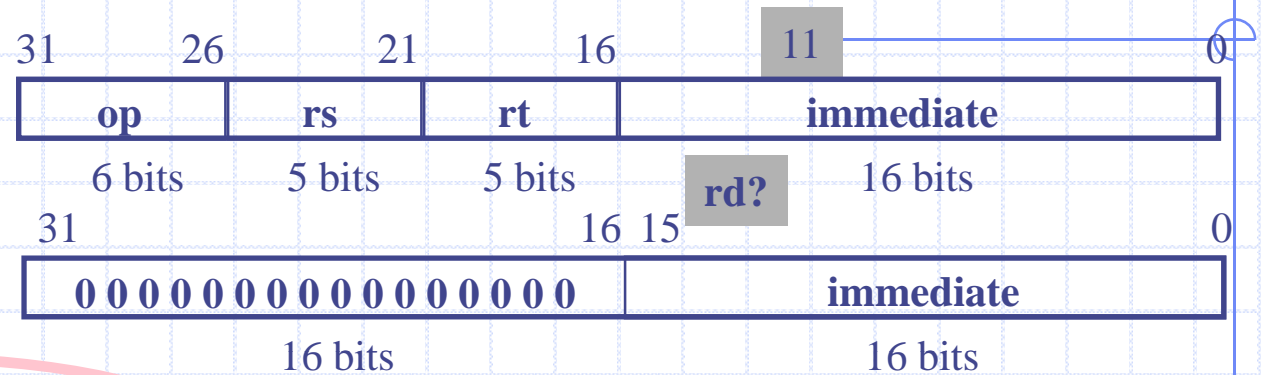 31 26 21 16 11 0
op rs rt immediate
6 bits 5 bits 5 bits rd? 16 bits
31 16 15 0
0 0 0 0 0 0 0 0 0 0 0 0 0 0 0 0 immediate
16 bits 16 bits